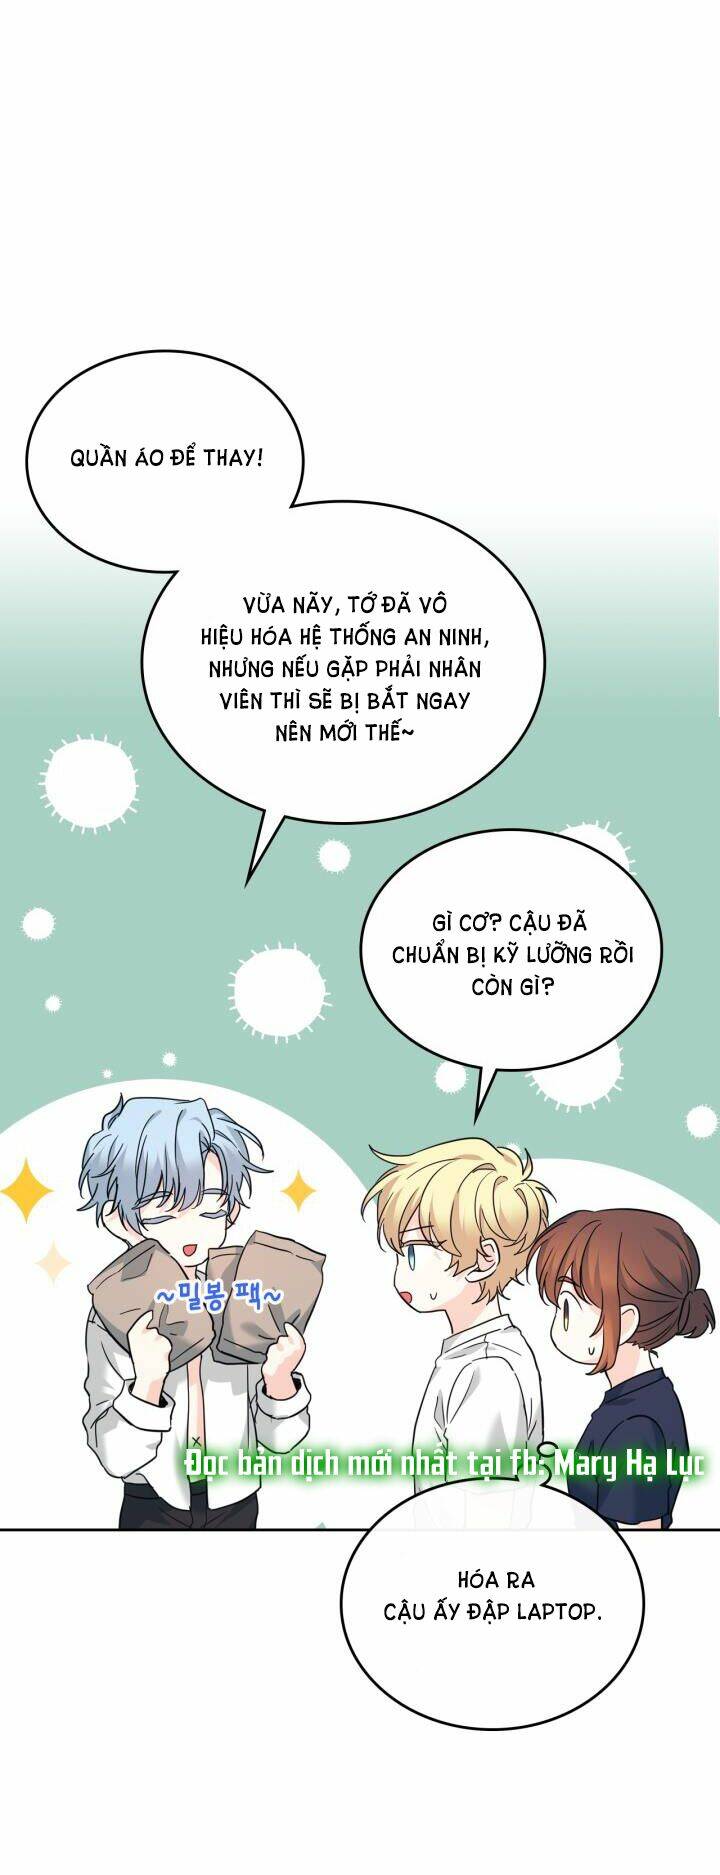 QUẦN ÁO ĐỂ THAY!
VỪA NÃY, TỚ ĐÃ VÔ
HIỆU HÓA HỆ THỐNG AN NINH,
NHƯNG NẾU GẶP PHẢI NHÂN
VIÊN THÌ SẼ BỊ BẮT NGAY
NÊN MỚI THẾ~
GÌ CƠ? CẬU ĐÃ
CHUẨN BỊ KỸ LƯỠNG RỒI
CÒN GÌ?
~밀봉 팩~
Đọc bản dịch mới nhất tại fb: Mary Hạ Lục
HÓA RA
CẬU ẤY ĐẬP LAPTOP.